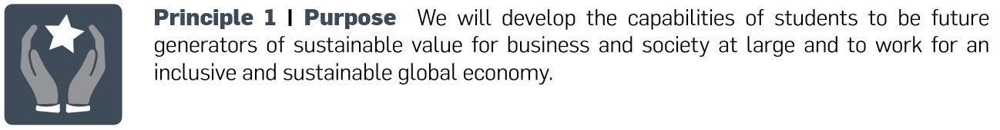 Principle 1 | Purpose We will develop the capabilities of students to be future
generators of sustainable value for business and society at large and to work for an
inclusive and sustainable global economy.